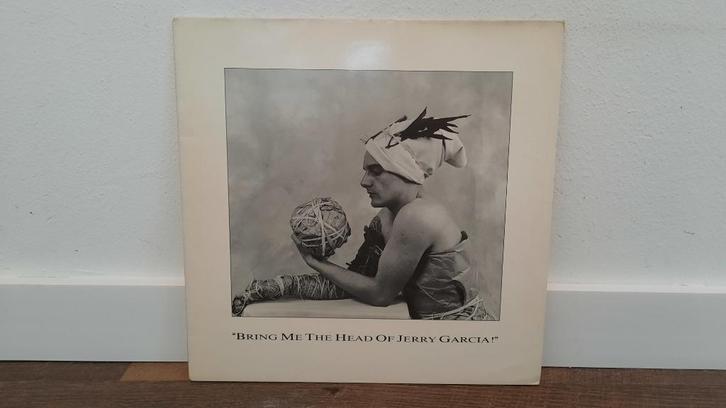 "BRING ME THE HEAD OF JERRY GARCIA!"